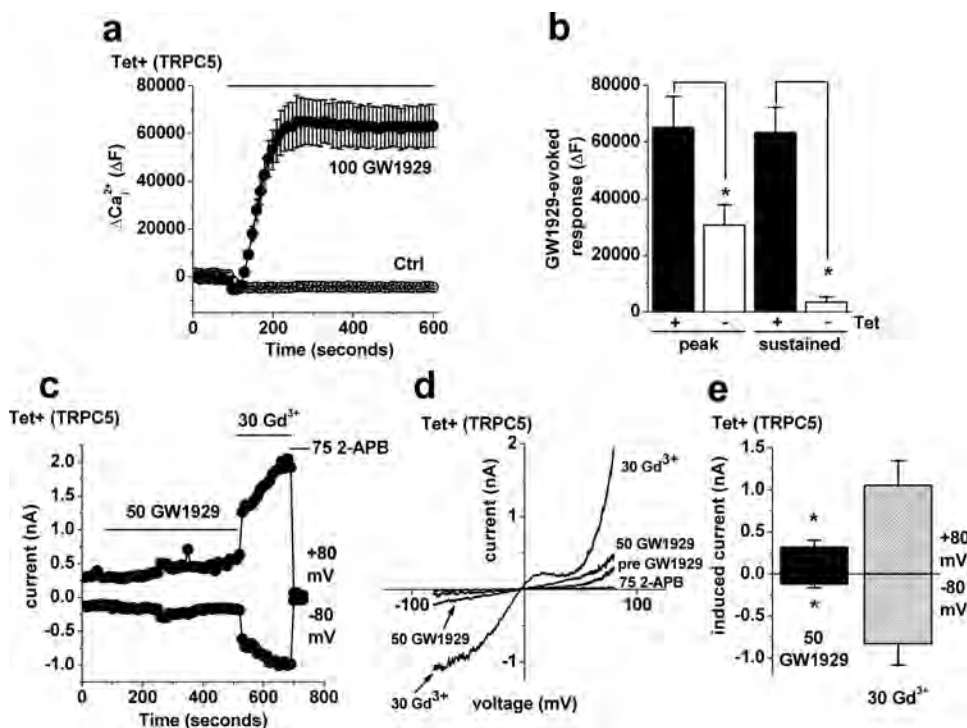 a
Tet+ (TRPC5)
80000
60000
40000
20000
0
ΔCa²⁺ᵢ (ΔF)
100 GW1929
Ctrl
0 200 400 600
Time (seconds)
b
80000
60000
40000
20000
0
GW1929-evoked
response (ΔF)
*
*
+ - + - Tet
peak sustained
c
Tet+ (TRPC5)
30 Gd³⁺
75 2-APB
50 GW1929
2.0
1.5
1.0
0.5
0.0
-0.5
-1.0
current (nA)
+80
mV
-80
mV
0 200 400 600 800
Time (seconds)
d
Tet+ (TRPC5)
2
current (nA)
1
30 Gd³⁺
50 GW1929
pre GW1929
75 2-APB
-100 100
50 GW1929
-1
30 Gd³⁺
voltage (mV)
e
Tet+ (TRPC5)
1.5
1.0
0.5
0.0
0.5
-1.0
induced current (nA)
*
*
+80
mV
-80
mV
50
GW1929
30 Gd³⁺